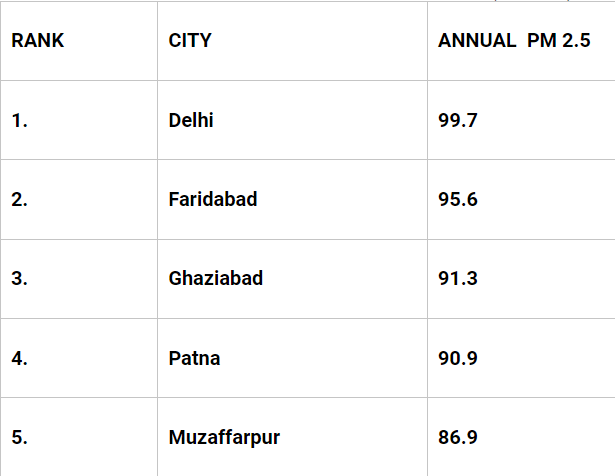 RANK CITY ANNUAL PM 2.5
1. Delhi 99.7
2. Faridabad 95.6
3. Ghaziabad 91.3
4. Patna 90.9
5. Muzaffarpur 86.9